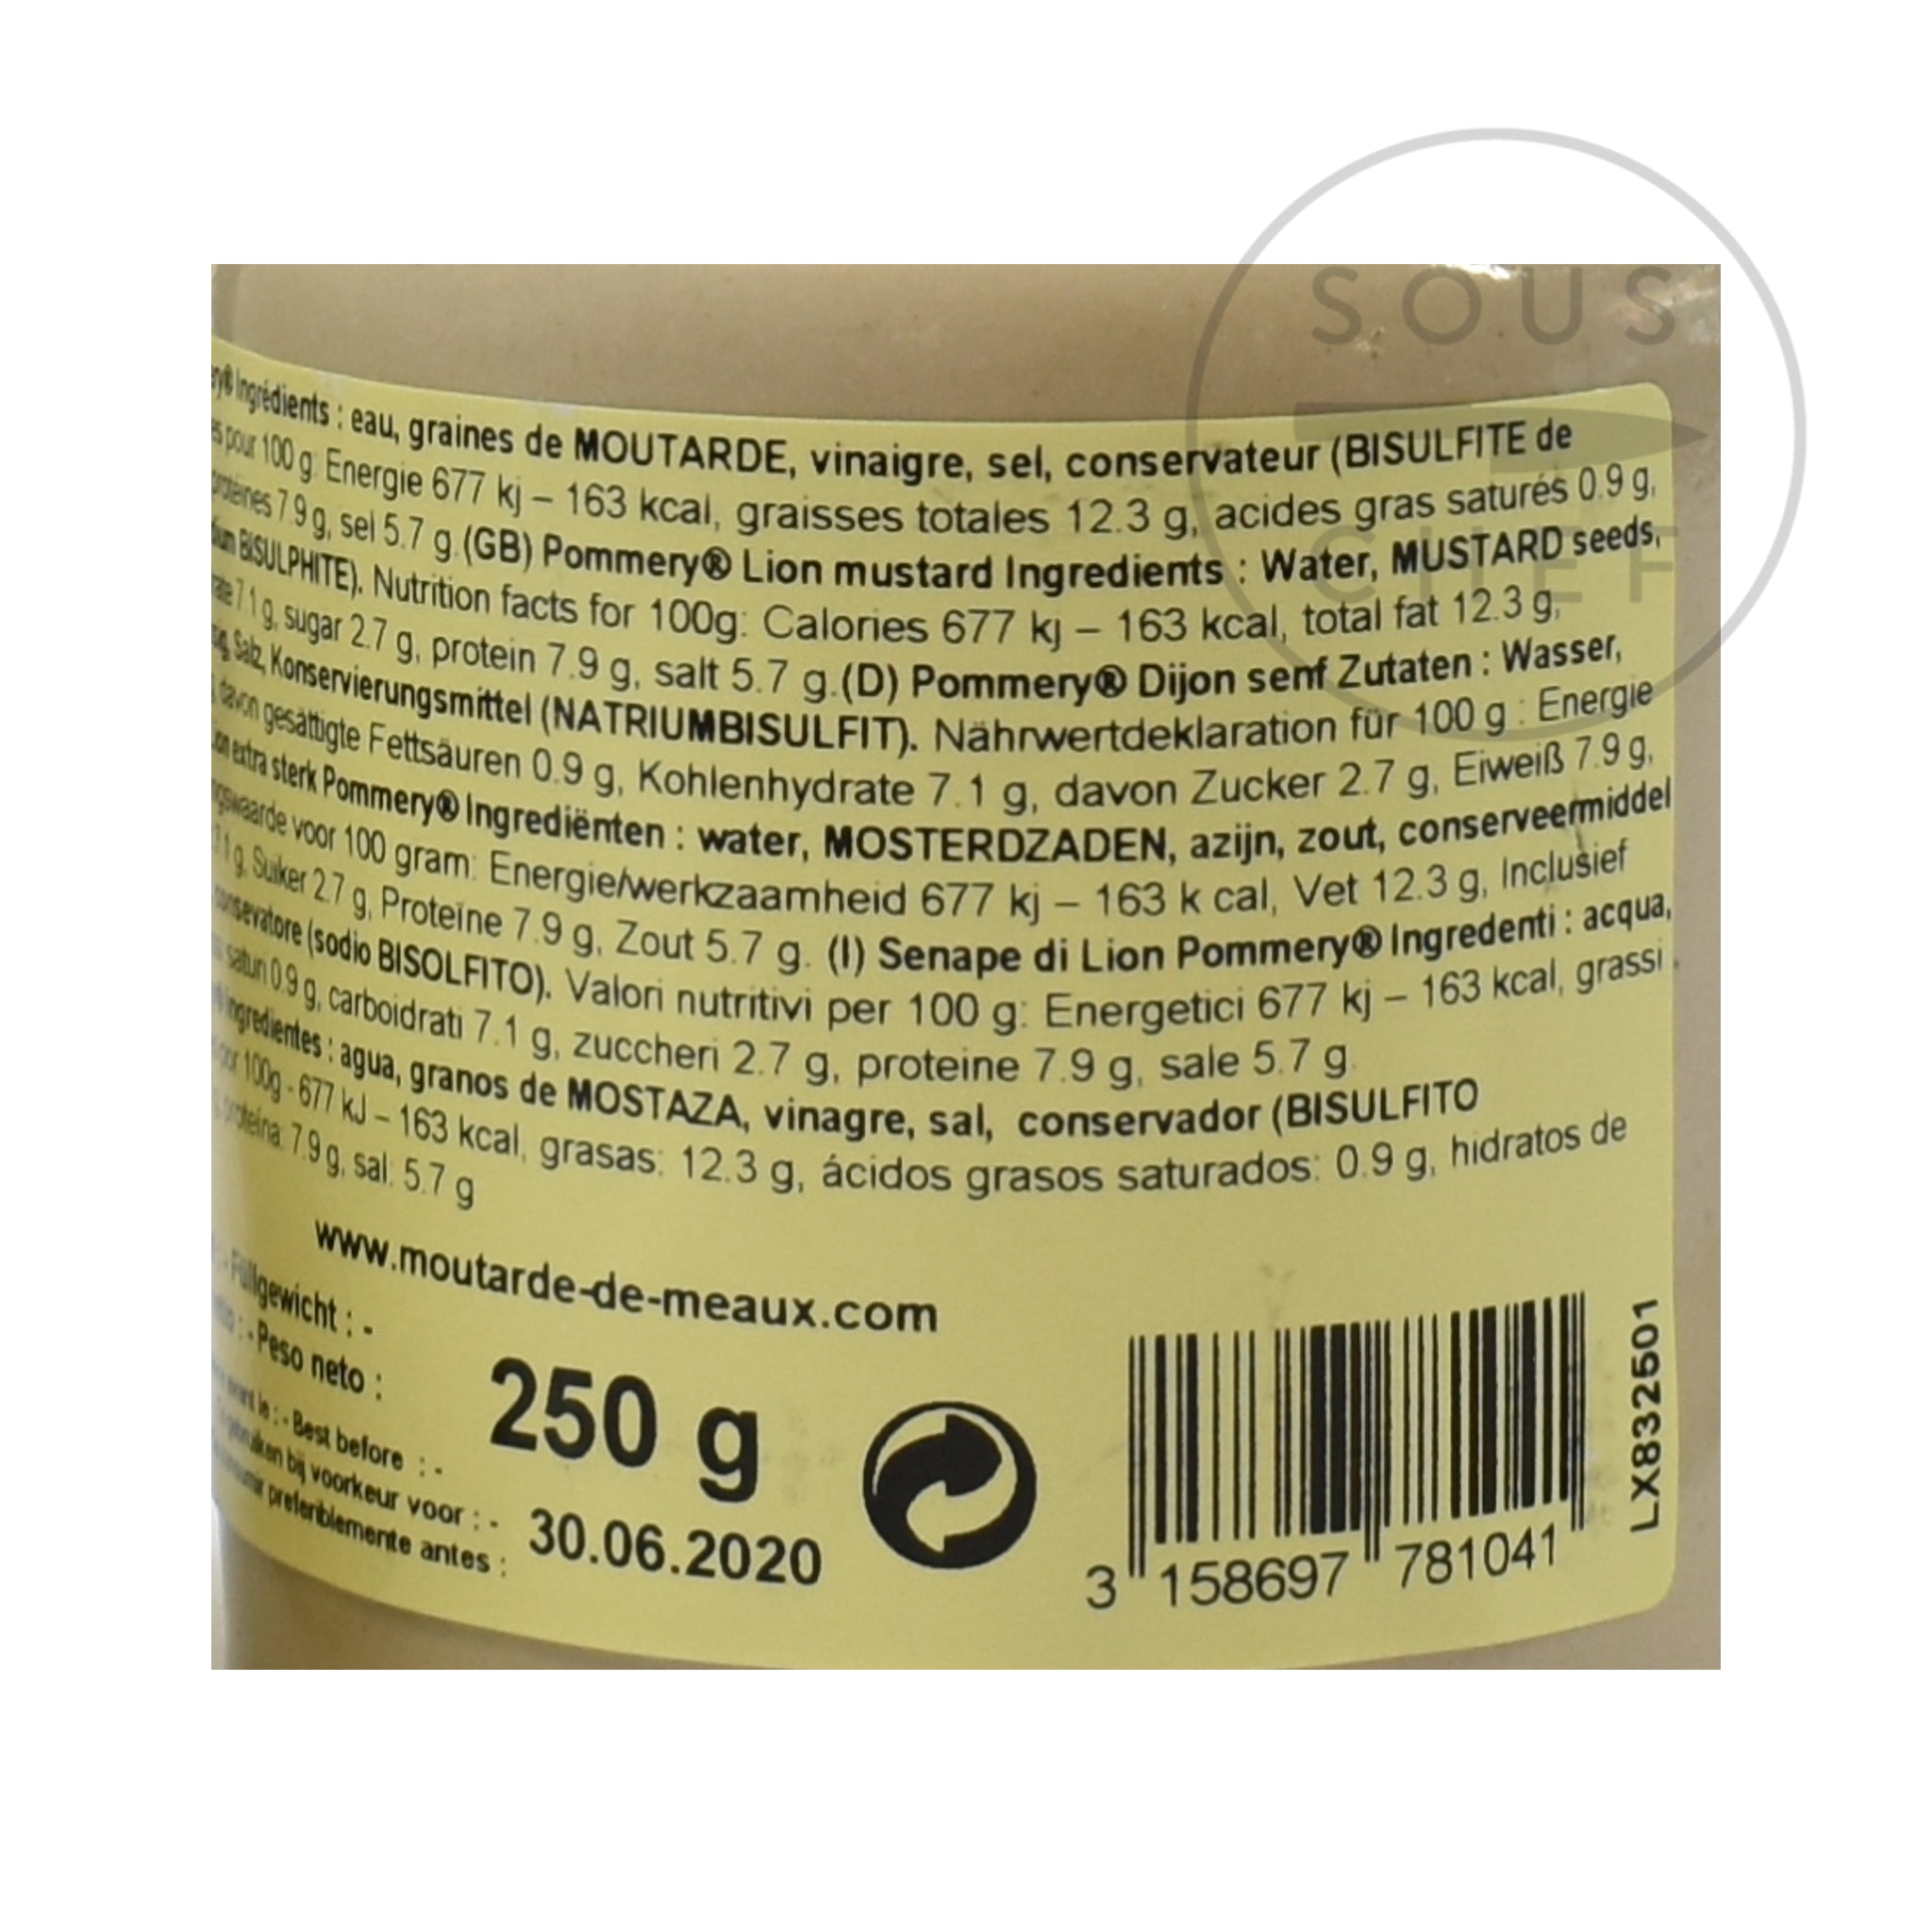 SOUS
CHEF
Ingrédients : eau, graines de MOUTARDE, vinaigre, sel, conservateur (BISULFITE de
pour 100 g. Energie 677 kj – 163 kcal, graisses totales 12.3 g, acides gras saturés 0.9 g,
protéines 7.9 g, sel 5.7 g. (GB) Pommery® Lion mustard Ingredients : Water, MUSTARD seeds,
BISULPHITE). Nutrition facts for 100g: Calories 677 kj – 163 kcal, total fat 12.3 g,
7.1 g, sugar 2.7 g, protein 7.9 g, salt 5.7 g.(D) Pommery® Dijon senf Zutaten : Wasser,
Salz, Konservierungsmittel (NATRIUMBISULFIT). Nährwertdeklaration für 100 g : Energie
davon gesättigte Fettsäuren 0.9 g, Kohlenhydrate 7.1 g, davon Zucker 2.7 g, Eiweiß 7.9 g,
extra sterk Pommery® Ingrediënten : water, MOSTERDZADEN, azijn, zout, conserveermiddel
voor 100 gram: Energie/werkzaamheid 677 kj – 163 k cal, Vet 12.3 g, Inclusief
7.1 g, Suiker 2.7 g, Proteïne 7.9 g, Zout 5.7 g. (I) Senape di Lion Pommery® Ingredenti : acqua,
(sodio BISOLFITO). Valori nutritivi per 100 g: Energetici 677 kj – 163 kcal, grassi
saturi 0.9 g, carboidrati 7.1 g, zuccheri 2.7 g, proteine 7.9 g, sale 5.7 g.
Ingredientes : agua, granos de MOSTAZA, vinagre, sal, conservador (BISULFITO
por 100g - 677 kJ – 163 kcal, grasas: 12.3 g, ácidos grasos saturados: 0.9 g, hidratos de
proteína: 7.9 g, sal: 5.7 g
www.moutarde-de-meaux.com
- Füllgewicht : -
- Peso neto :
250 g
avant le : - Best before : -
bij voorkeur voor : -
preferiblemente antes :
30.06.2020
3 158697 781041
LX832501